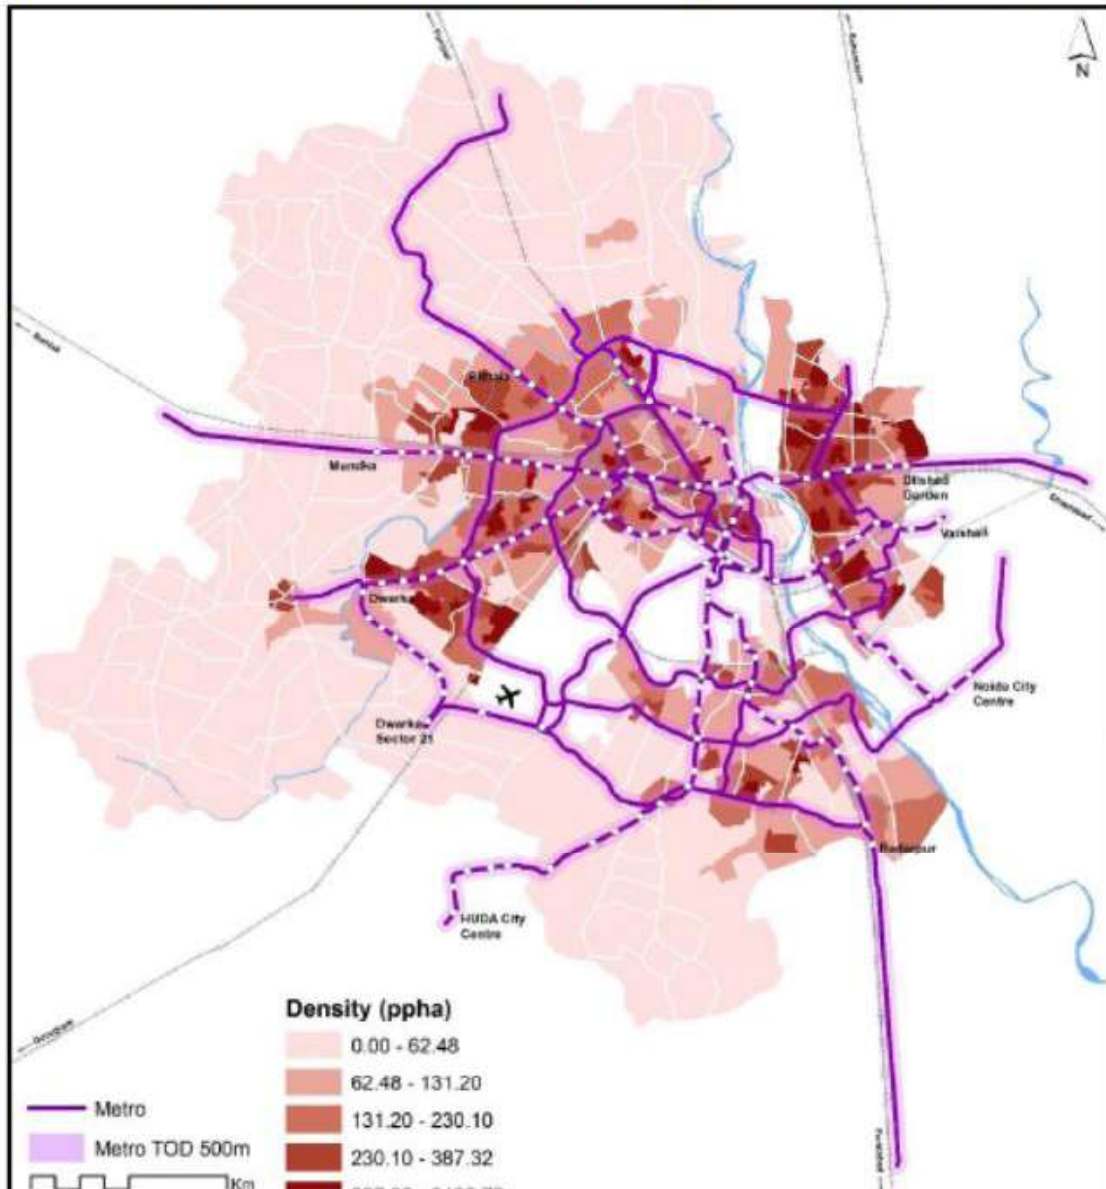 N
Rithala
Mundka
Dilshad
Garden
Vaishali
Dwarka
Noida City
Centre
Dwarka
Sector 21
Badarpur
HUDA City
Centre
Density (ppha)
0.00 - 62.48
62.48 - 131.20
131.20 - 230.10
230.10 - 387.32
Metro
Metro TOD 500m
Km